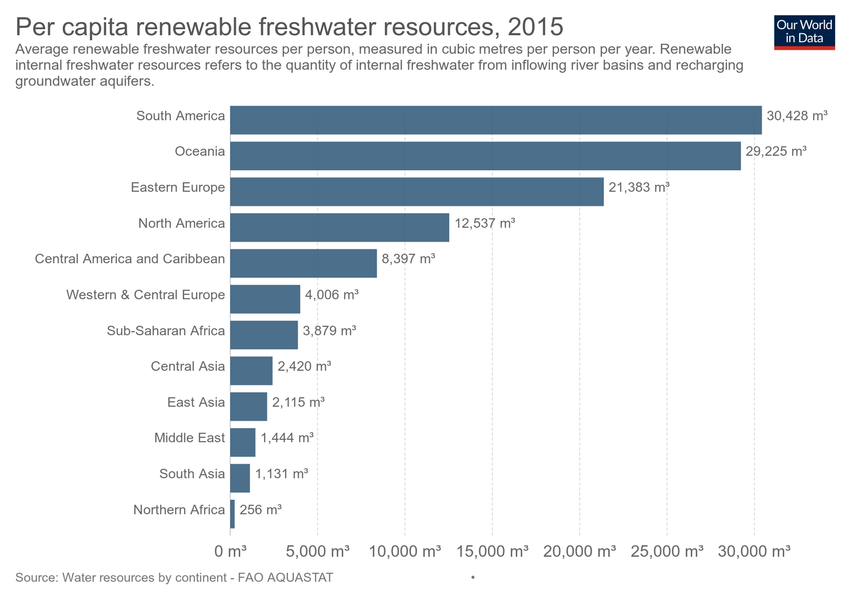 Per capita renewable freshwater resources, 2015
Our World
in Data
Average renewable freshwater resources per person, measured in cubic metres per person per year. Renewable
internal freshwater resources refers to the quantity of internal freshwater from inflowing river basins and recharging
groundwater aquifers.
South America 30,428 m³
Oceania 29,225 m³
Eastern Europe 21,383 m³
North America 12,537 m³
Central America and Caribbean 8,397 m³
Western & Central Europe 4,006 m³
Sub-Saharan Africa 3,879 m³
Central Asia 2,420 m³
East Asia 2,115 m³
Middle East 1,444 m³
South Asia 1,131 m³
Northern Africa 256 m³
0 m³ 5,000 m³ 10,000 m³ 15,000 m³ 20,000 m³ 25,000 m³ 30,000 m³
Source: Water resources by continent - FAO AQUASTAT •